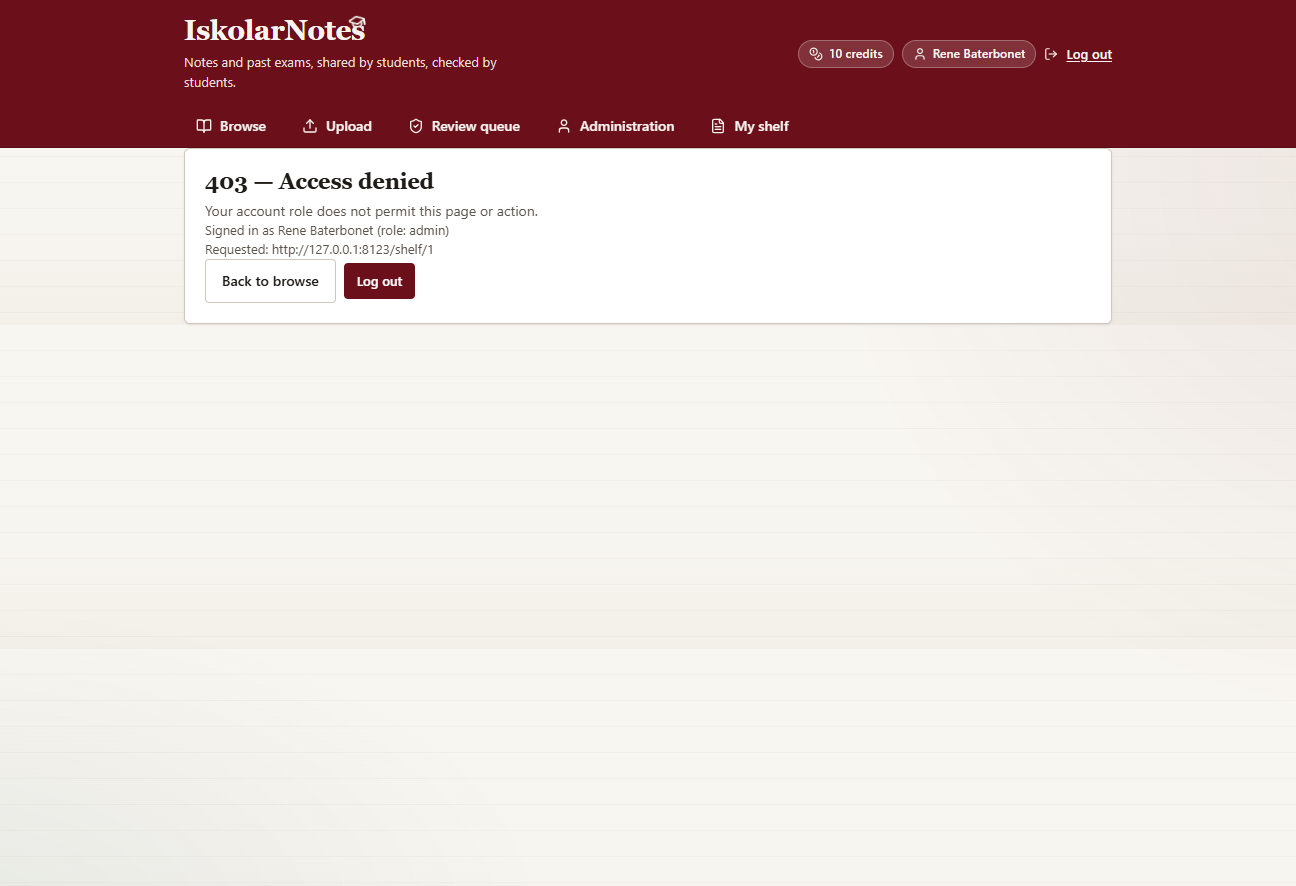 IskolarNotes
Notes and past exams, shared by students, checked by
students.
10 credits
Rene Baterbonet
Log out
Browse
Upload
Review queue
Administration
My shelf
403 — Access denied
Your account role does not permit this page or action.
Signed in as Rene Baterbonet (role: admin)
Requested: http://127.0.0.1:8123/shelf/1
Back to browse
Log out